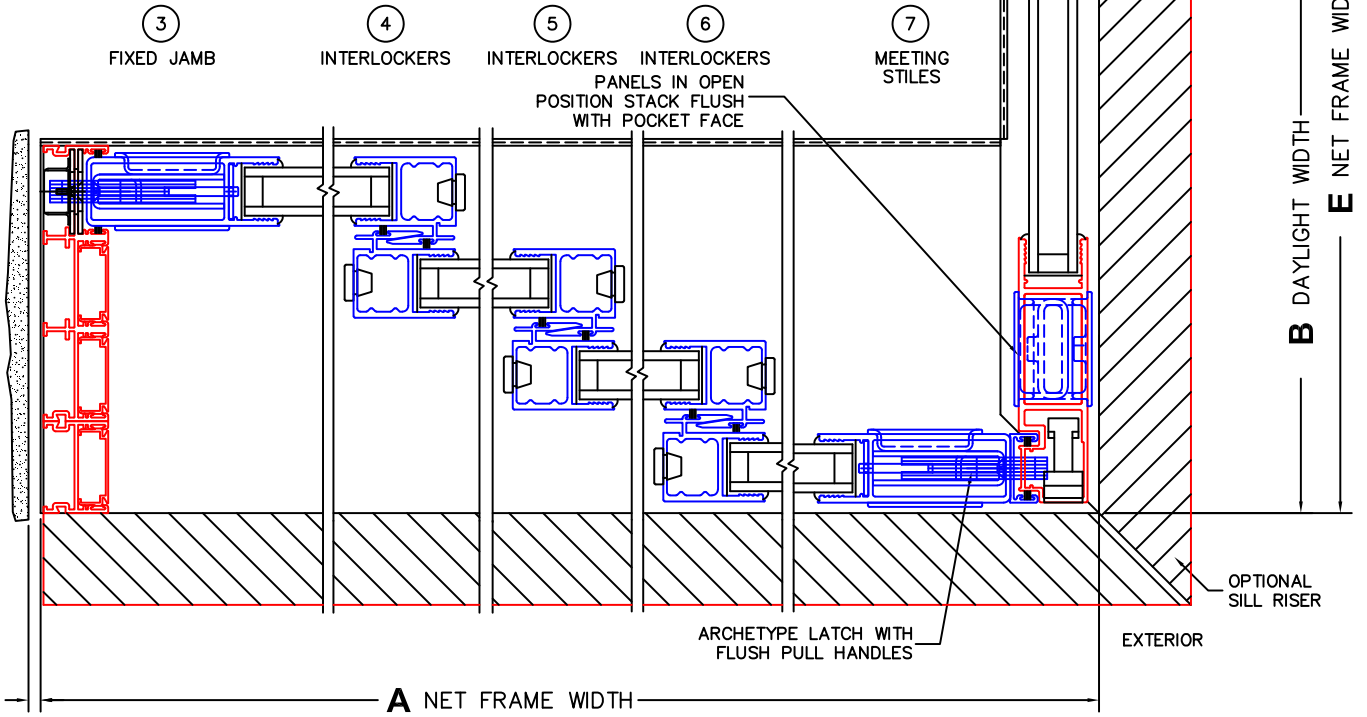 3
FIXED JAMB
4
INTERLOCKERS
5
INTERLOCKERS
6
INTERLOCKERS
7
MEETING
STILES
PANELS IN OPEN
POSITION STACK FLUSH
WITH POCKET FACE
B DAYLIGHT WIDTH
E NET FRAME
OPTIONAL
SILL RISER
ARCHETYPE LATCH WITH
FLUSH PULL HANDLES
EXTERIOR
A NET FRAME WIDTH